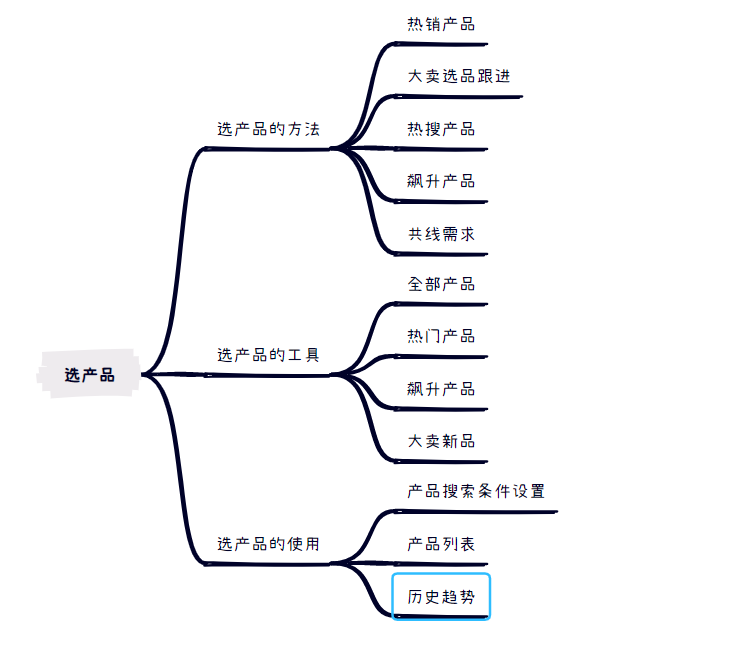 选产品
选产品的方法
热销产品
大卖选品跟进
热搜产品
飙升产品
共线需求
选产品的工具
全部产品
热门产品
飙升产品
大卖新品
选产品的使用
产品搜索条件设置
产品列表
历史趋势